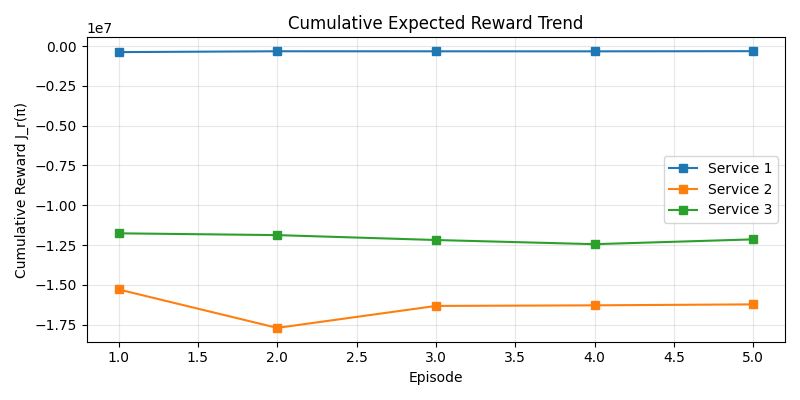 Cumulative Expected Reward Trend
1e7
Cumulative Reward J_r(π)
0.00
−0.25
−0.50
−0.75
−1.00
−1.25
−1.50
−1.75
Service 1
Service 2
Service 3
1.0 1.5 2.0 2.5 3.0 3.5 4.0 4.5 5.0
Episode